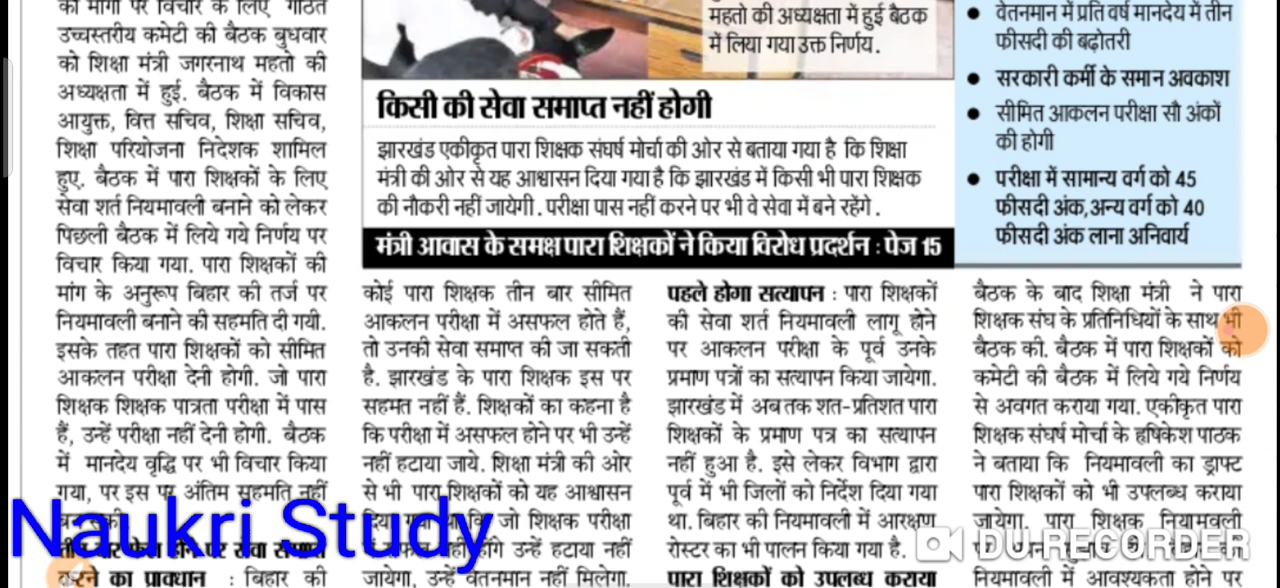 की मांगों पर विचार के लिए गठित
उच्चस्तरीय कमेटी की बैठक बुधवार
को शिक्षा मंत्री जगरनाथ महतो की
अध्यक्षता में हुई. बैठक में विकास
आयुक्त, वित्त सचिव, शिक्षा सचिव,
शिक्षा परियोजना निदेशक शामिल
हुए. बैठक में पारा शिक्षकों के लिए
सेवा शर्त नियमावली बनाने को लेकर
पिछली बैठक में लिये गये निर्णय पर
विचार किया गया. पारा शिक्षकों की
मांग के अनुरूप बिहार की तर्ज पर
नियमावली बनाने की सहमति दी गयी.
इसके तहत पारा शिक्षकों को सीमित
आकलन परीक्षा देनी होगी. जो पारा
शिक्षक शिक्षक पात्रता परीक्षा में पास
हैं, उन्हें परीक्षा नहीं देनी होगी. बैठक
में मानदेय वृद्धि पर भी विचार किया
गया, पर इस पर अंतिम सहमति नहीं
करने का प्रावधान : बिहार की
महतो की अध्यक्षता में हुई बैठक
में लिया गया उक्त निर्णय.
किसी की सेवा समाप्त नहीं होगी
झारखंड एकीकृत पारा शिक्षक संघर्ष मोर्चा की ओर से बताया गया है कि शिक्षा
मंत्री की ओर से यह आश्वासन दिया गया है कि झारखंड में किसी भी पारा शिक्षक
की नौकरी नहीं जायेगी. परीक्षा पास नहीं करने पर भी वे सेवा में बने रहेंगे.
मंत्री आवास के समक्ष पारा शिक्षकों ने किया विरोध प्रदर्शन : पेज 15
कोई पारा शिक्षक तीन बार सीमित
आकलन परीक्षा में असफल होते हैं,
तो उनकी सेवा समाप्त की जा सकती
है. झारखंड के पारा शिक्षक इस पर
सहमत नहीं हैं. शिक्षकों का कहना है
कि परीक्षा में असफल होने पर भी उन्हें
नहीं हटाया जाये. शिक्षा मंत्री की ओर
से भी पारा शिक्षकों को यह आश्वासन
जो शिक्षक परीक्षा
होंगे उन्हें हटाया नहीं
जायेगा, उन्हें वेतनमान नहीं मिलेगा.
पहले होगा सत्यापन : पारा शिक्षकों
की सेवा शर्त नियमावली लागू होने
पर आकलन परीक्षा के पूर्व उनके
प्रमाण पत्रों का सत्यापन किया जायेगा.
झारखंड में अब तक शत-प्रतिशत पारा
शिक्षकों के प्रमाण पत्र का सत्यापन
नहीं हुआ है. इसे लेकर विभाग द्वारा
पूर्व में भी जिलों को निर्देश दिया गया
था. बिहार की नियमावली में आरक्षण
रोस्टर का भी पालन किया गया है.
पारा शिक्षकों को उपलब्ध कराया
वेतनमान में प्रति वर्ष मानदेय में तीन
फीसदी की बढ़ोतरी
सरकारी कर्मी के समान अवकाश
सीमित आकलन परीक्षा सौ अंकों
की होगी
परीक्षा में सामान्य वर्ग को 45
फीसदी अंक,अन्य वर्ग को 40
फीसदी अंक लाना अनिवार्य
बैठक के बाद शिक्षा मंत्री ने पारा
शिक्षक संघ के प्रतिनिधियों के साथ भी
बैठक की. बैठक में पारा शिक्षकों को
कमेटी की बैठक में लिये गये निर्णय
से अवगत कराया गया. एकीकृत पारा
शिक्षक संघर्ष मोर्चा के हृषिकेश पाठक
ने बताया कि नियमावली का ड्राफ्ट
पारा शिक्षकों को भी उपलब्ध कराया
जायेगा. पारा शिक्षक नियामवली
नियमावली में आवश्यकता होने पर
Naukri Study
DU RECORDER